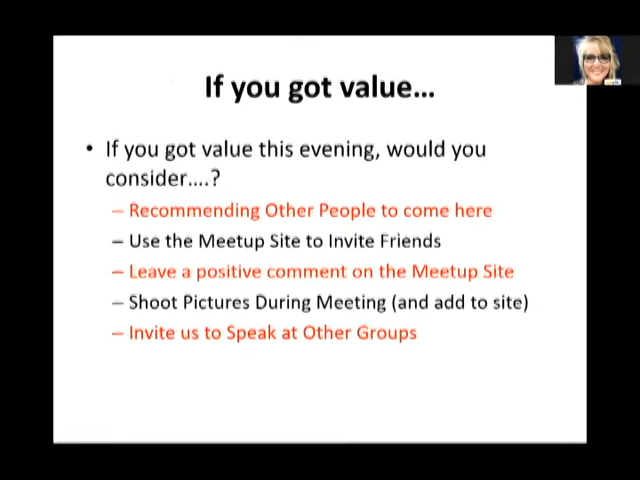 If you got value…
• If you got value this evening, would you
consider….?
– Recommending Other People to come here
– Use the Meetup Site to Invite Friends
– Leave a positive comment on the Meetup Site
– Shoot Pictures During Meeting (and add to site)
– Invite us to Speak at Other Groups